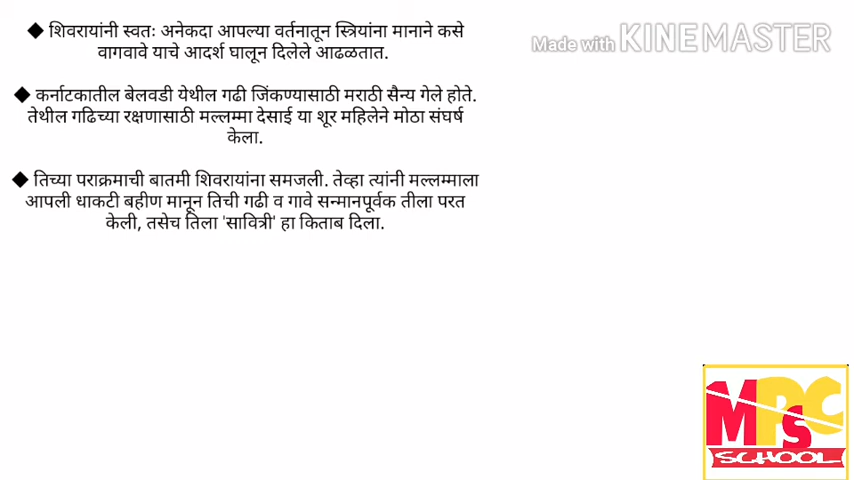 ◆ शिवरायांनी स्वतः अनेकदा आपल्या वर्तनातून स्त्रियांना मानाने कसे
वागवावे याचे आदर्श घालून दिलेले आढळतात.
◆ कर्नाटकातील बेलवडी येथील गढी जिंकण्यासाठी मराठी सैन्य गेले होते.
तेथील गढिच्या रक्षणासाठी मल्लम्मा देसाई या शूर महिलेने मोठा संघर्ष
केला.
◆ तिच्या पराक्रमाची बातमी शिवरायांना समजली. तेव्हा त्यांनी मल्लम्माला
आपली धाकटी बहीण मानून तिची गढी व गावे सन्मानपूर्वक तीला परत
केली, तसेच तिला 'सावित्री' हा किताब दिला.
Made with KINEMASTER
MPSC
SCHOOL